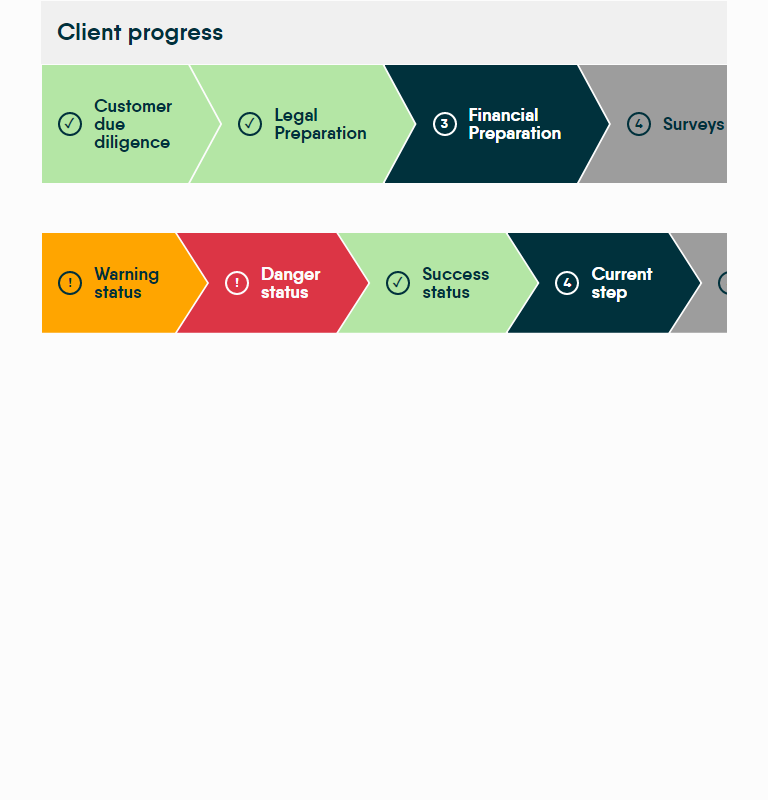 Client progress
✓ Customer
due
diligence
✓ Legal
Preparation
3 Financial
Preparation
4 Surveys
! Warning
status
! Danger
status
✓ Success
status
4 Current
step